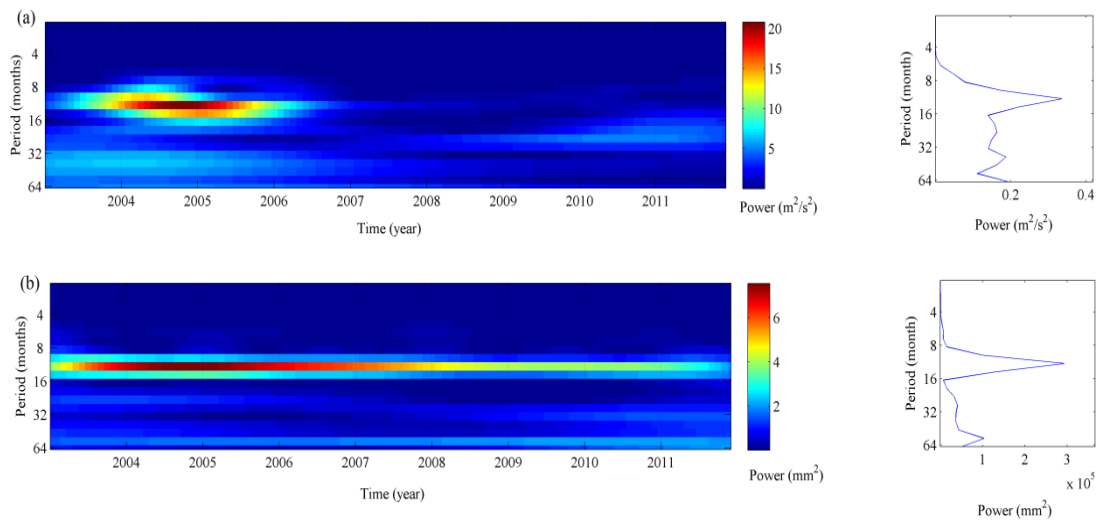 (a)
Period (months)
4
8
16
32
64
2004 2005 2006 2007 2008 2009 2010 2011
Time (year)
20
15
10
5
Power (m²/s²)
Period (month)
4
8
16
32
64
0.2 0.4
Power (m²/s²)
(b)
Period (months)
4
8
16
32
64
2004 2005 2006 2007 2008 2009 2010 2011
Time (year)
6
4
2
Power (mm²)
Period (month)
4
8
16
32
64
1 2 3
x 10⁵
Power (mm²)